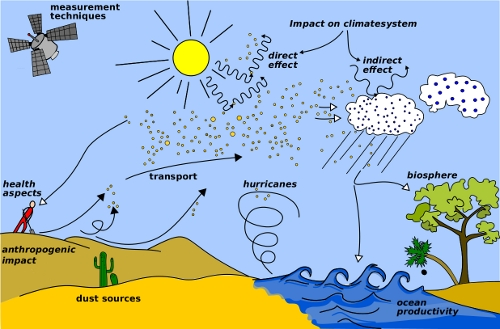 measurement
techniques
Impact on climatesystem
direct
effect
indirect
effect
health
aspects
transport
hurricanes
biosphere
anthropogenic
impact
dust sources
ocean
productivity